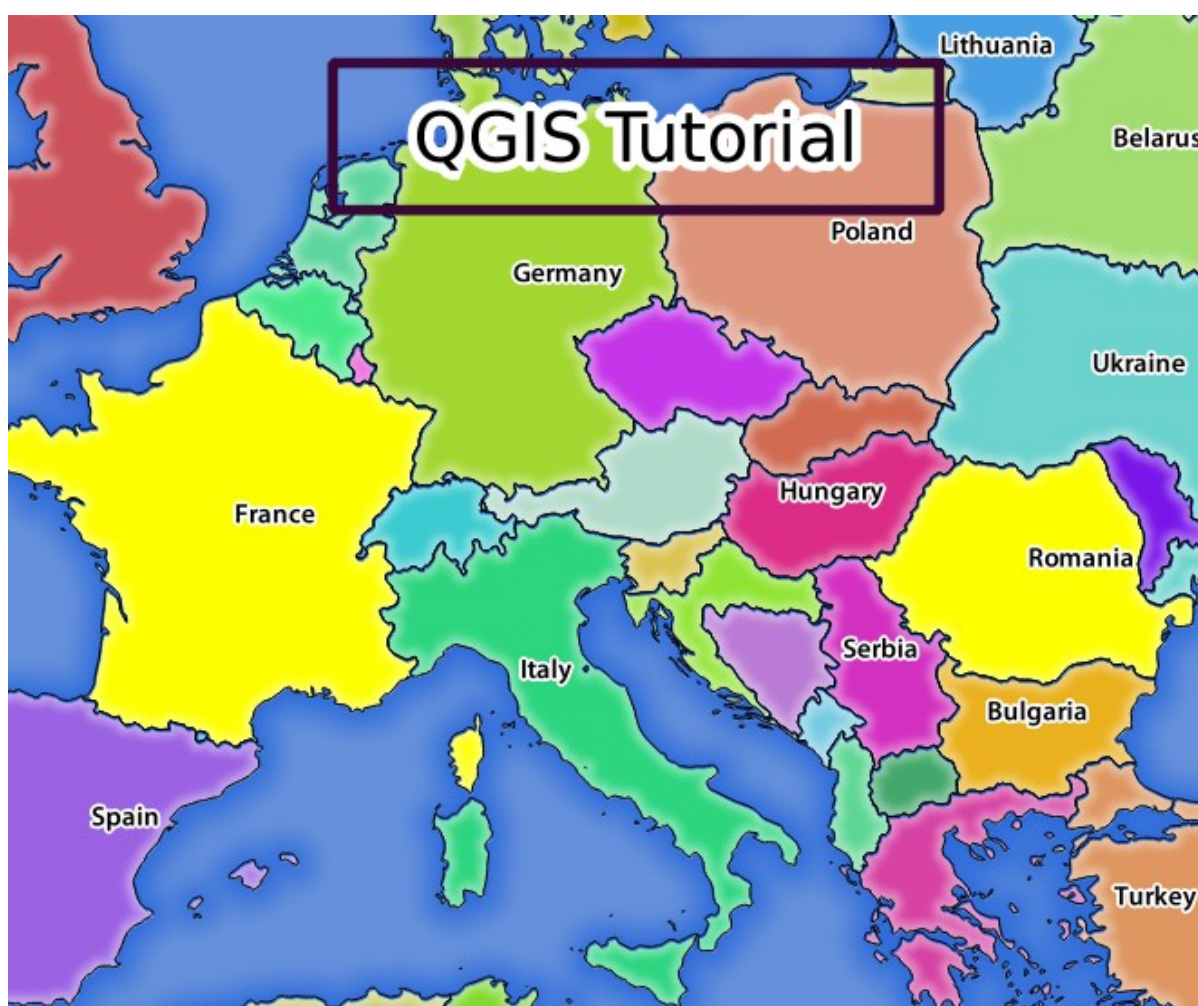 Lithuania
QGIS Tutorial
Belarus
Poland
Germany
Ukraine
Hungary
France
Romania
Serbia
Italy
Bulgaria
Spain
Turkey